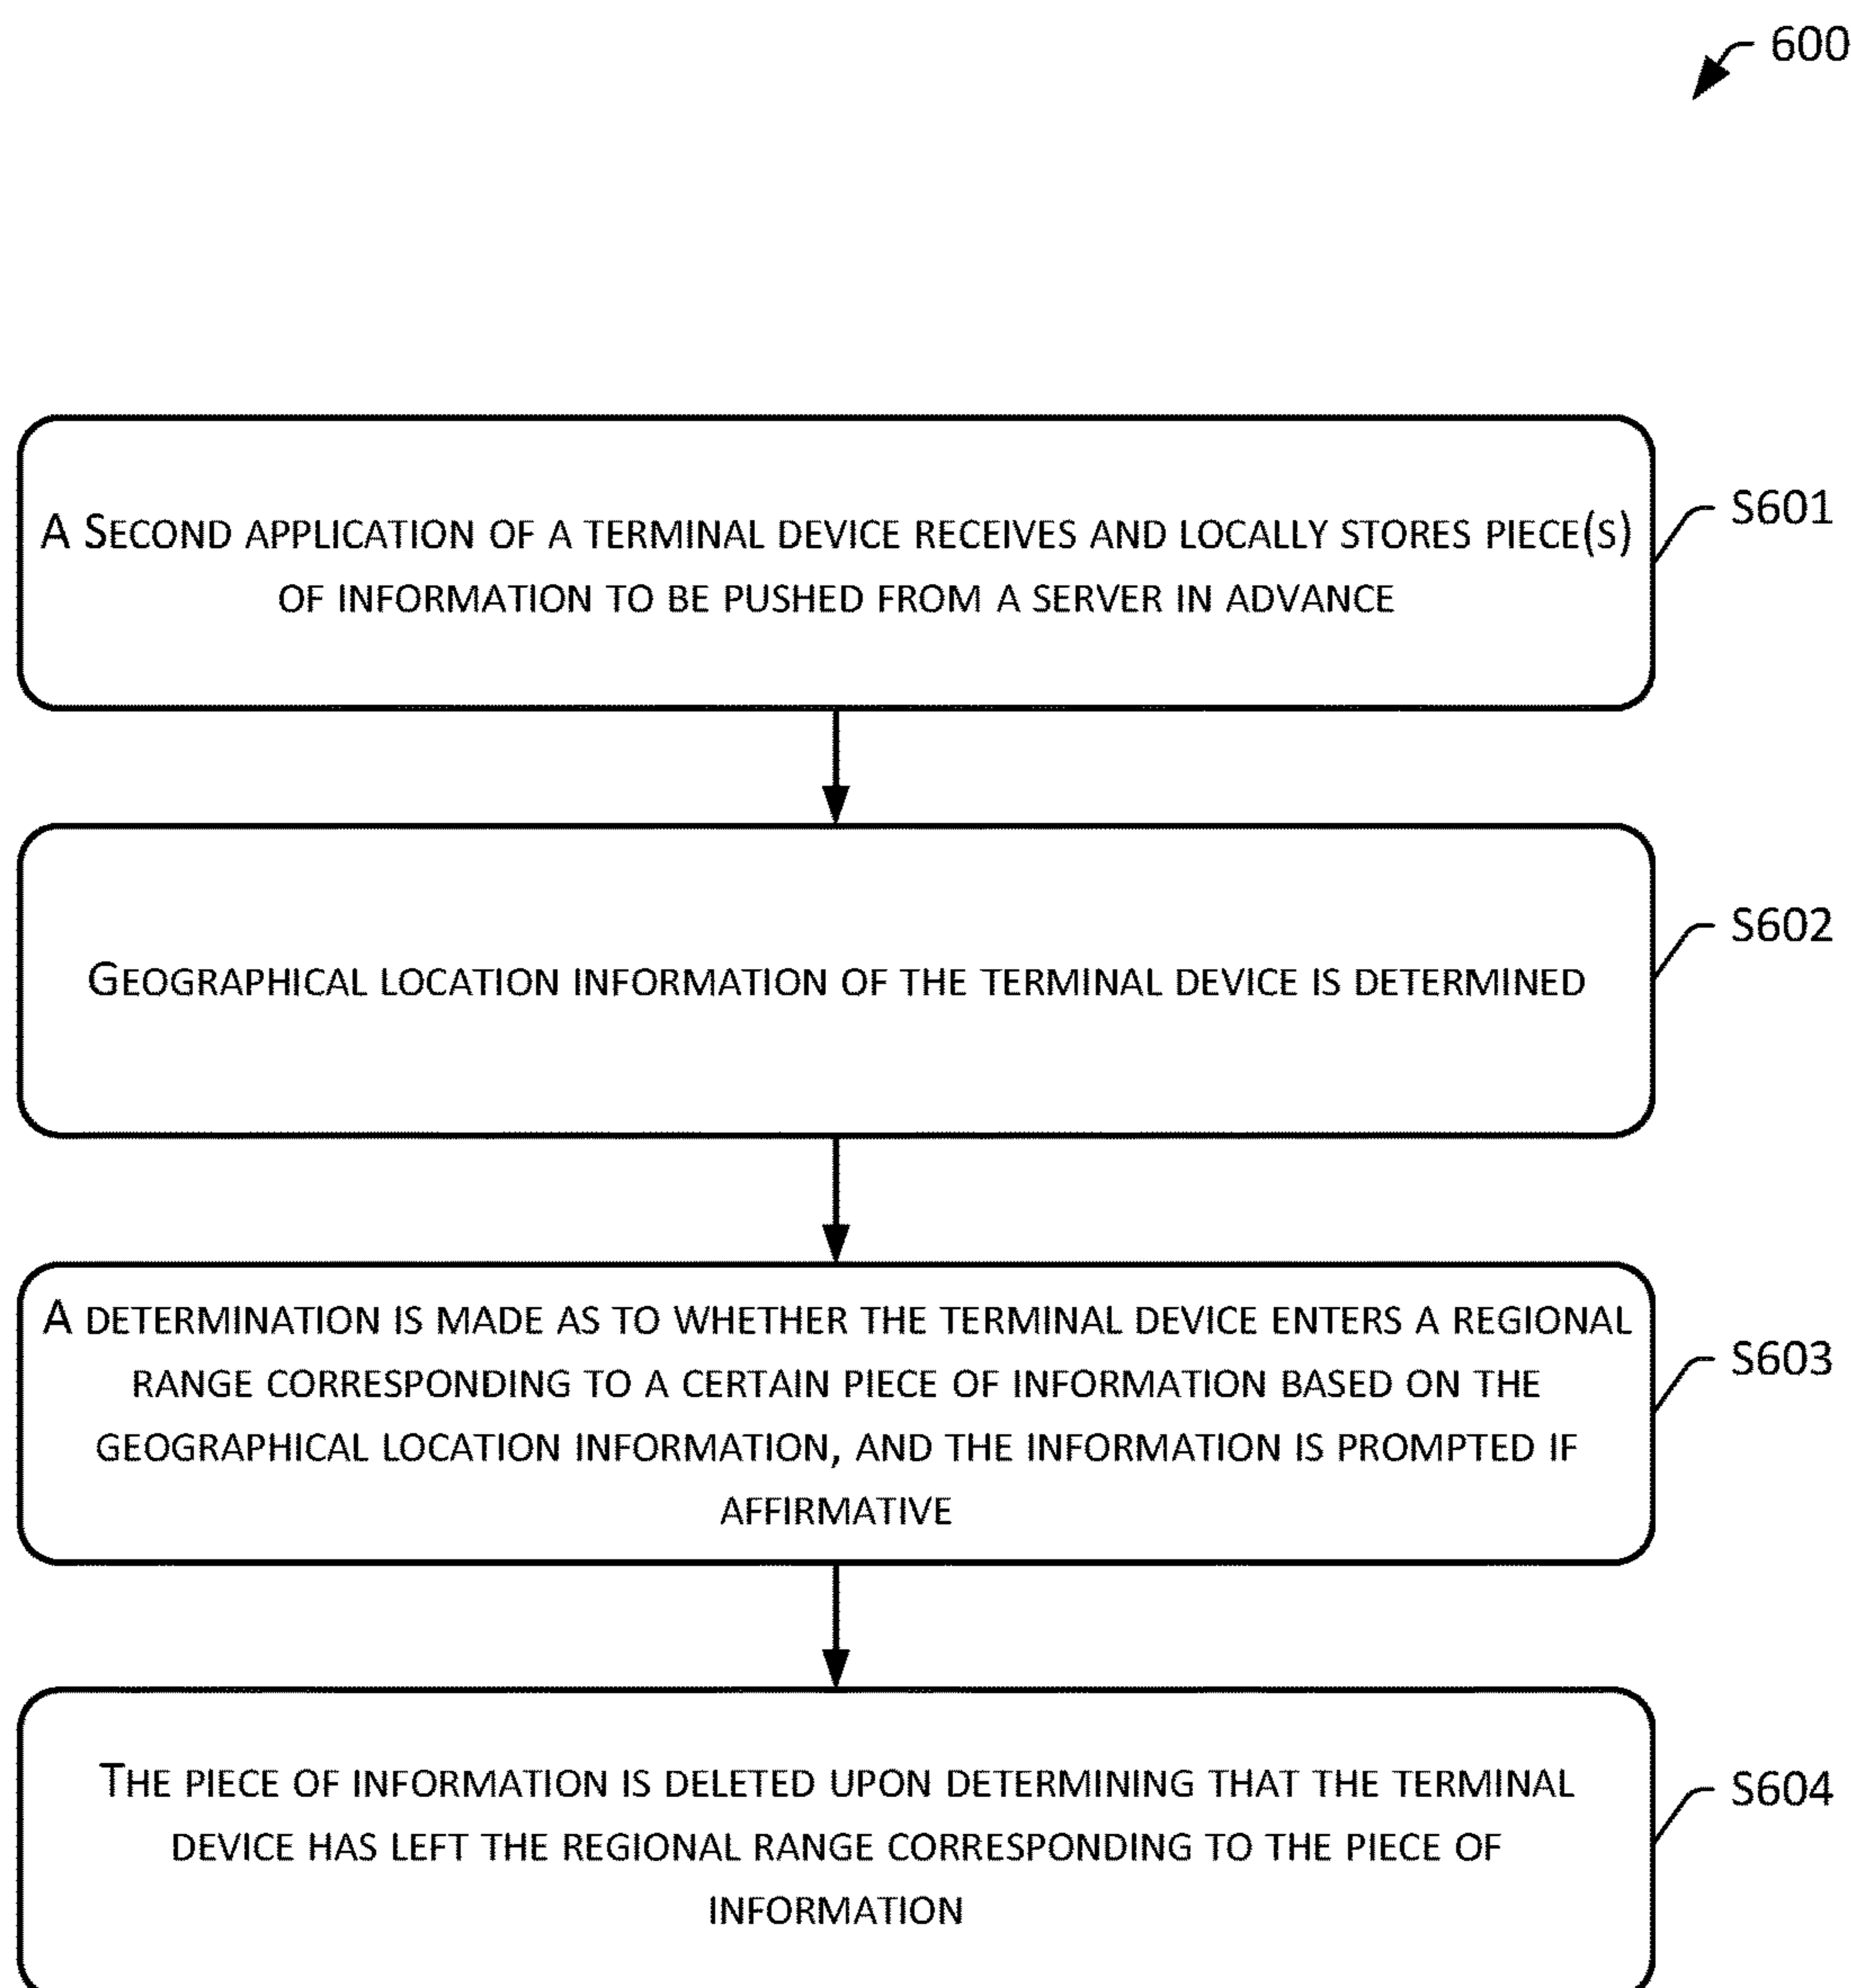 600
A SECOND APPLICATION OF A TERMINAL DEVICE RECEIVES AND LOCALLY STORES PIECE(S)
OF INFORMATION TO BE PUSHED FROM A SERVER IN ADVANCE
S601
GEOGRAPHICAL LOCATION INFORMATION OF THE TERMINAL DEVICE IS DETERMINED
S602
A DETERMINATION IS MADE AS TO WHETHER THE TERMINAL DEVICE ENTERS A REGIONAL
RANGE CORRESPONDING TO A CERTAIN PIECE OF INFORMATION BASED ON THE
GEOGRAPHICAL LOCATION INFORMATION, AND THE INFORMATION IS PROMPTED IF
AFFIRMATIVE
S603
THE PIECE OF INFORMATION IS DELETED UPON DETERMINING THAT THE TERMINAL
DEVICE HAS LEFT THE REGIONAL RANGE CORRESPONDING TO THE PIECE OF
INFORMATION
S604